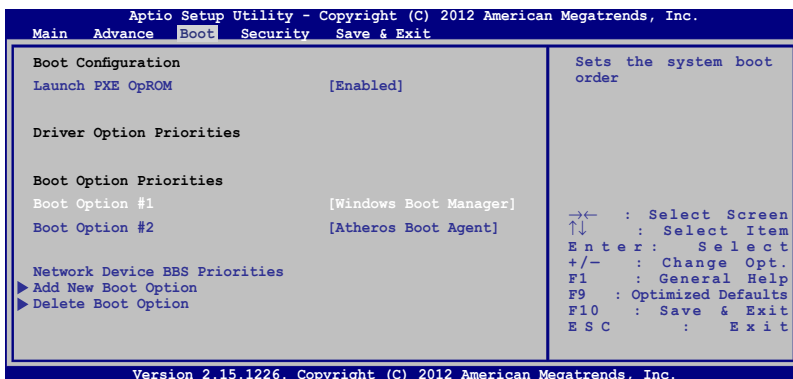 Aptio Setup Utility - Copyright (C) 2012 American Megatrends, Inc.
Main Advance Boot Security Save & Exit
Boot Configuration
Launch PXE OpROM [Enabled]
Driver Option Priorities
Boot Option Priorities
Boot Option #1 [Windows Boot Manager]
Boot Option #2 [Atheros Boot Agent]
Network Device BBS Priorities
Add New Boot Option
Delete Boot Option
Sets the system boot
order
→← : Select Screen
↑↓ : Select Item
Enter: Select
+/— : Change Opt.
F1 : General Help
F9 : Optimized Defaults
F10 : Save & Exit
ESC : Exit
Version 2.15.1226. Copyright (C) 2012 American Megatrends, Inc.